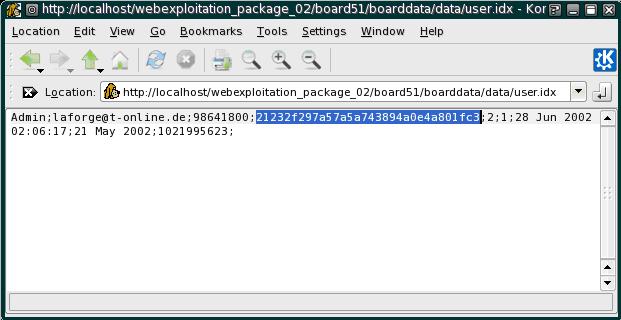 http://localhost/webexploitation_package_02/board51/boarddata/data/user.idx - Kor
Location Edit View Go Bookmarks Tools Settings Window Help
Location: http://localhost/webexploitation_package_02/board51/boarddata/data/user.idx
Admin;laforge@t-online.de;98641800;21232f297a57a5a743894a0e4a801fc3;2;1;28 Jun 2002
02:06:17;21 May 2002;1021995623;